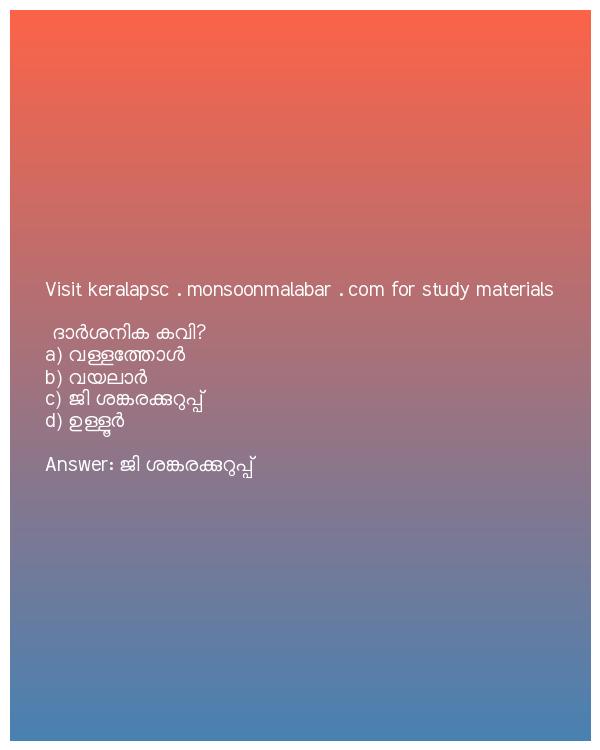 Visit keralapsc . monsoonmalabar . com for study materials
ദാർശനിക കവി?
a) വള്ളത്തോൾ
b) വയലാർ
c) ജി ശങ്കരക്കുറുപ്പ്
d) ഉള്ളൂർ
Answer: ജി ശങ്കരക്കുറുപ്പ്